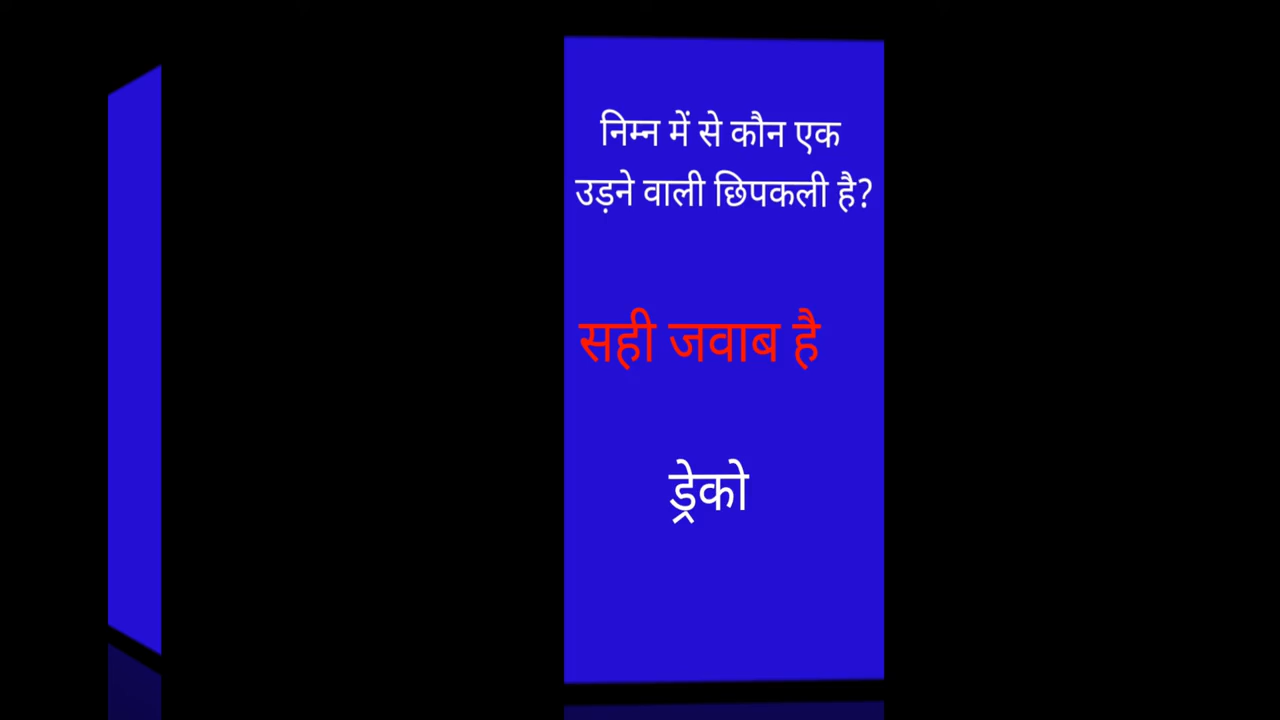 निम्न में से कौन एक
उड़ने वाली छिपकली है?
सही जवाब है
ड्रेको